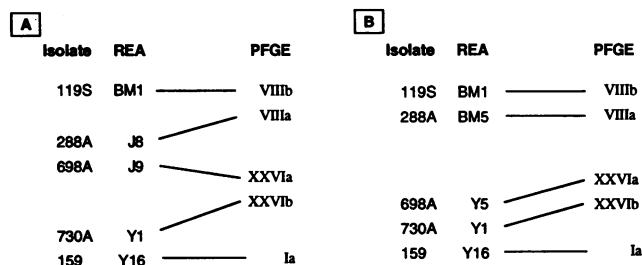 A
Isolate REA PFGE
119S BM1 VIIIb
VIIIa
288A J8
698A J9
XXVIa
XXVIb
730A Y1
159 Y16 Ia
B
Isolate REA PFGE
119S BM1 VIIIb
288A BM5 VIIIa
XXVIa
698A Y5
XXVIb
730A Y1
159 Y16 Ia